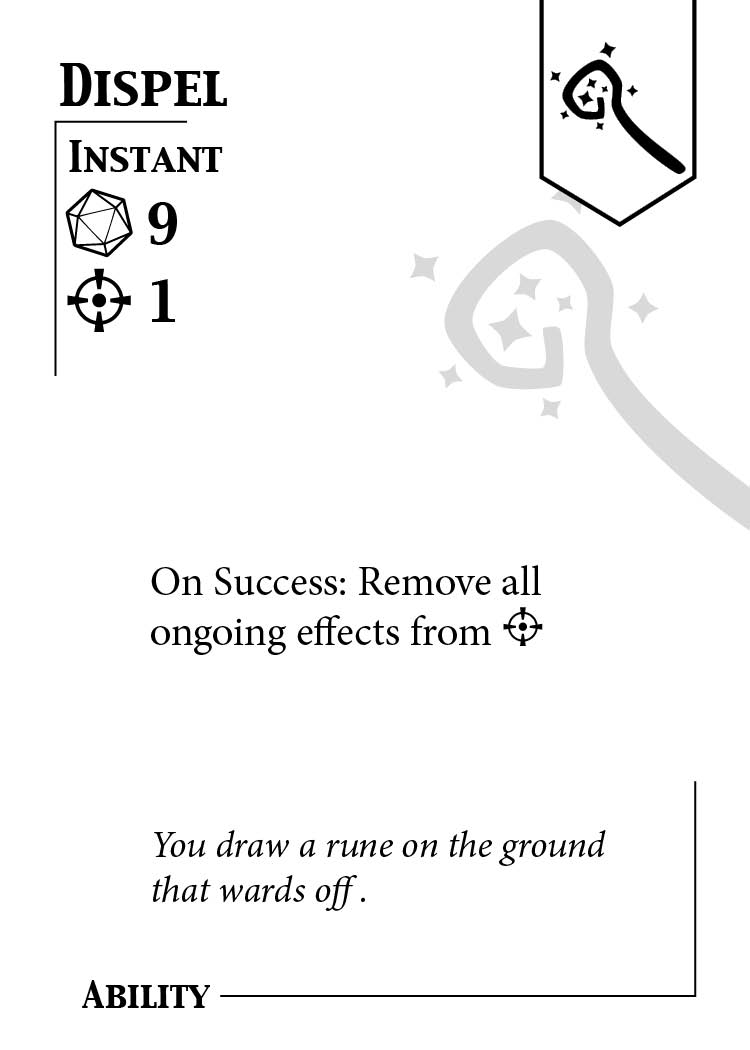 Dispel
Instant
9
1
On Success: Remove all
ongoing effects from
You draw a rune on the ground
that wards off .
Ability